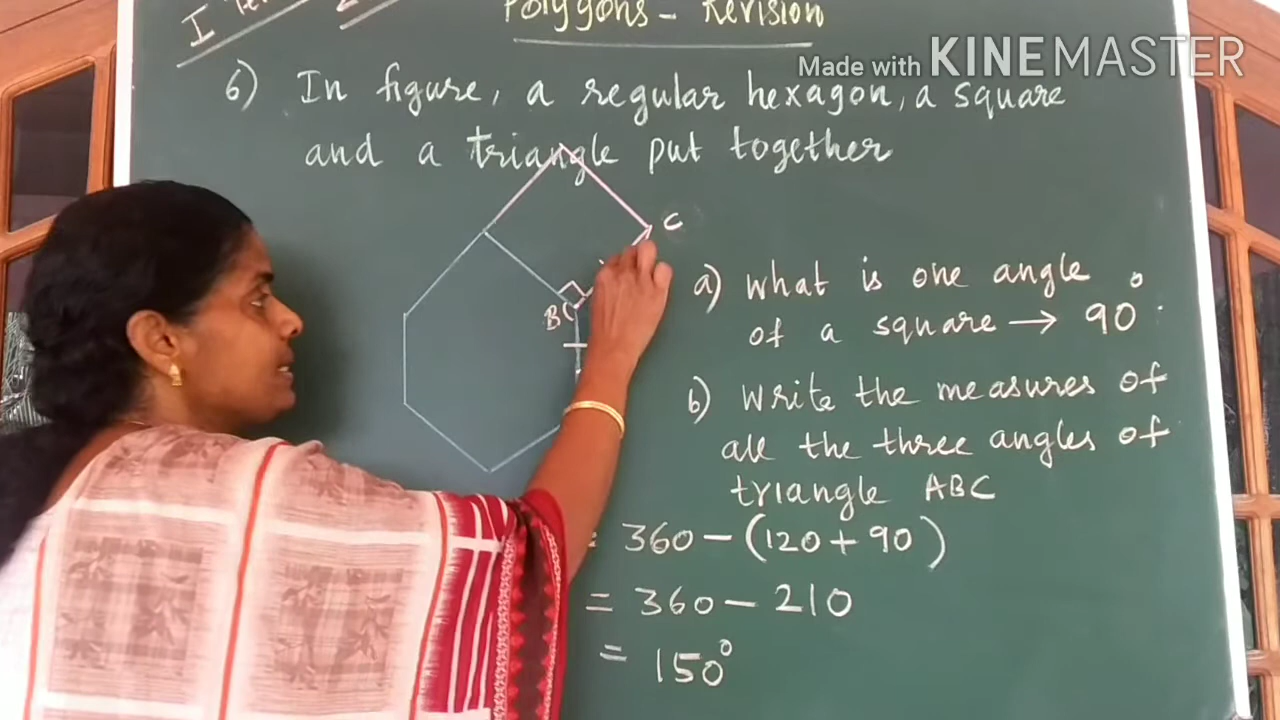 I
Polygons - Revision
Made with KINEMASTER
6) In figure, a regular hexagon, a square
and a triangle put together
C
B
a) what is one angle
of a square → 90°
b) write the measures of
all the three angles of
triangle ABC
= 360 - (120 + 90)
= 360 - 210
= 150°